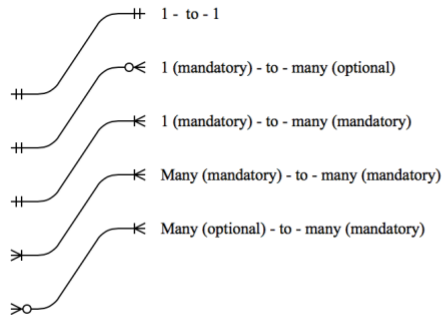 1 - to - 1
1 (mandatory) - to - many (optional)
1 (mandatory) - to - many (mandatory)
Many (mandatory) - to - many (mandatory)
Many (optional) - to - many (mandatory)